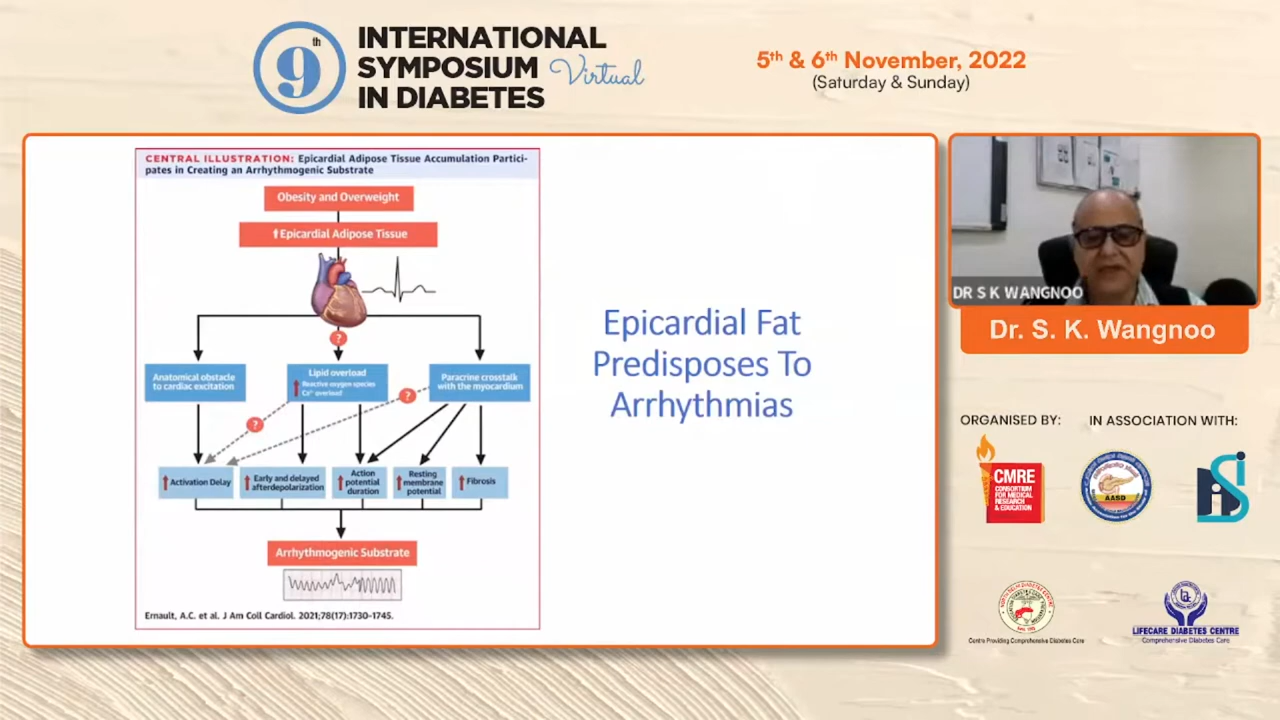 9th
INTERNATIONAL
SYMPOSIUM Virtual
IN DIABETES
5th & 6th November, 2022
(Saturday & Sunday)
CENTRAL ILLUSTRATION: Epicardial Adipose Tissue Accumulation Partici-
pates in Creating an Arrhythmogenic Substrate
Obesity and Overweight
↑Epicardial Adipose Tissue
?
Anatomical obstacle
to cardiac excitation
Lipid overload
↑ Reactive oxygen species
Ca²⁺ overload
Paracrine crosstalk
with the myocardium
?
?
↑ Activation Delay
↑ Early and delayed
afterdepolarization
↑ Action
potential
duration
↑ Resting
membrane
potential
↑ Fibrosis
Arrhythmogenic Substrate
Ernault, A.C. et al. J Am Coll Cardiol. 2021;78(17):1730-1745.
Epicardial Fat
Predisposes To
Arrhythmias
DR S K WANGNOO
Dr. S. K. Wangnoo
ORGANISED BY:
IN ASSOCIATION WITH:
CMRE
CONSORTIUM
FOR MEDICAL
RESEARCH
& EDUCATION
AASD
Centre Providing Comprehensive Diabetes Care
LIFECARE DIABETES CENTRE
Comprehensive Diabetes Care